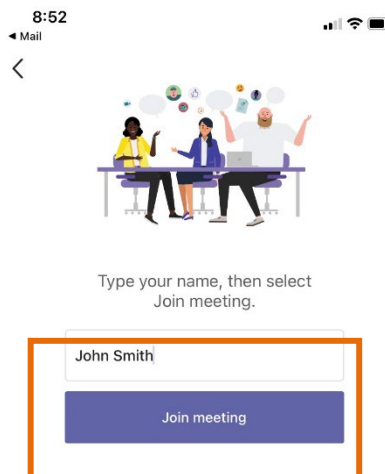 8:52
◄ Mail
Type your name, then select
Join meeting.
John Smith
Join meeting